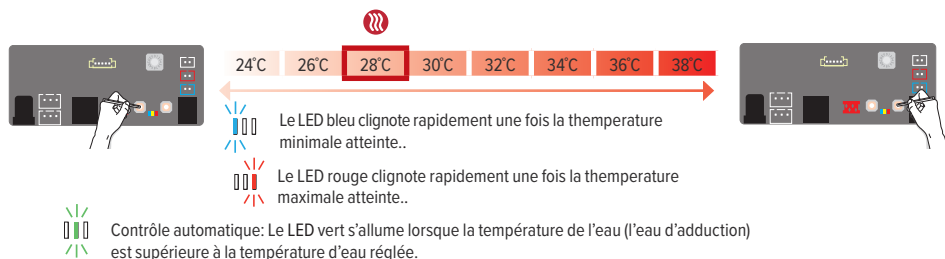 24°C 26°C 28°C 30°C 32°C 34°C 36°C 38°C
Le LED bleu clignote rapidement une fois la themperature
minimale atteinte..
Le LED rouge clignote rapidement une fois la themperature
maximale atteinte..
Contrôle automatique: Le LED vert s'allume lorsque la température de l'eau (l'eau d'adduction)
est supérieure à la température d'eau réglée.